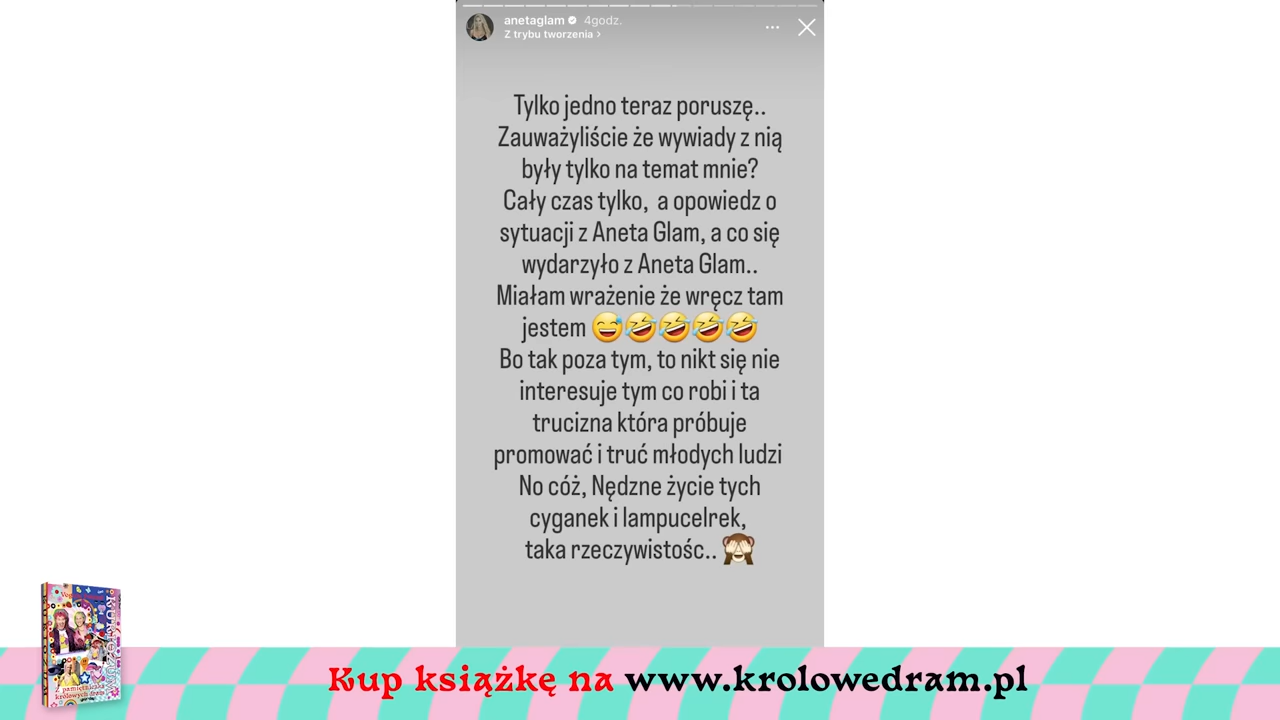 anetaglam 4godz.
Z trybu tworzenia
Tylko jedno teraz poruszę..
Zauważyliście że wywiady z nią
były tylko na temat mnie?
Cały czas tylko,  a opowiedz o
sytuacji z Aneta Glam, a co się
wydarzyło z Aneta Glam..
Miałam wrażenie że wręcz tam
jestem 😅🤣🤣🤣🤣
Bo tak poza tym, to nikt się nie
interesuje tym co robi i ta
trucizna która próbuje
promować i truć młodych ludzi
No cóż, Nędzne życie tych
cyganek i lampucelrek,
taka rzeczywistośc.. 🙈
Z pamiętnika
królowych dram
Kup książkę na www.krolowedram.pl